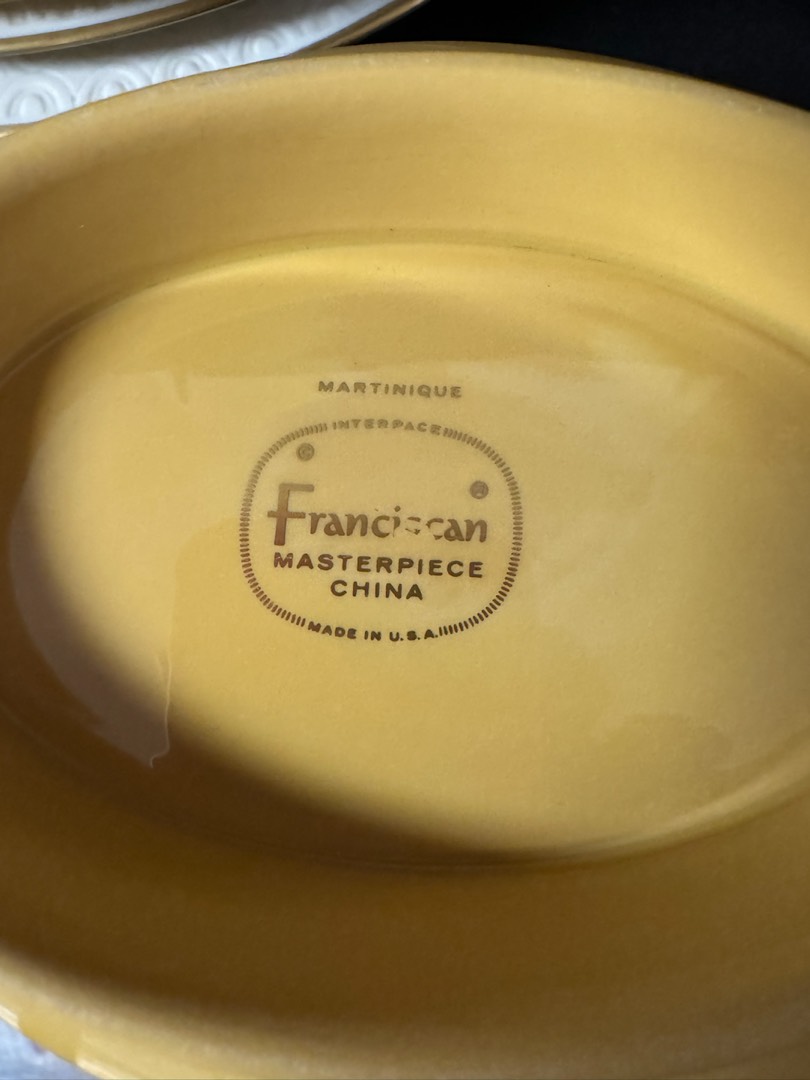 MARTINIQUE
INTERPACE
©
®
Franciscan
MASTERPIECE
CHINA
MADE IN U.S.A.